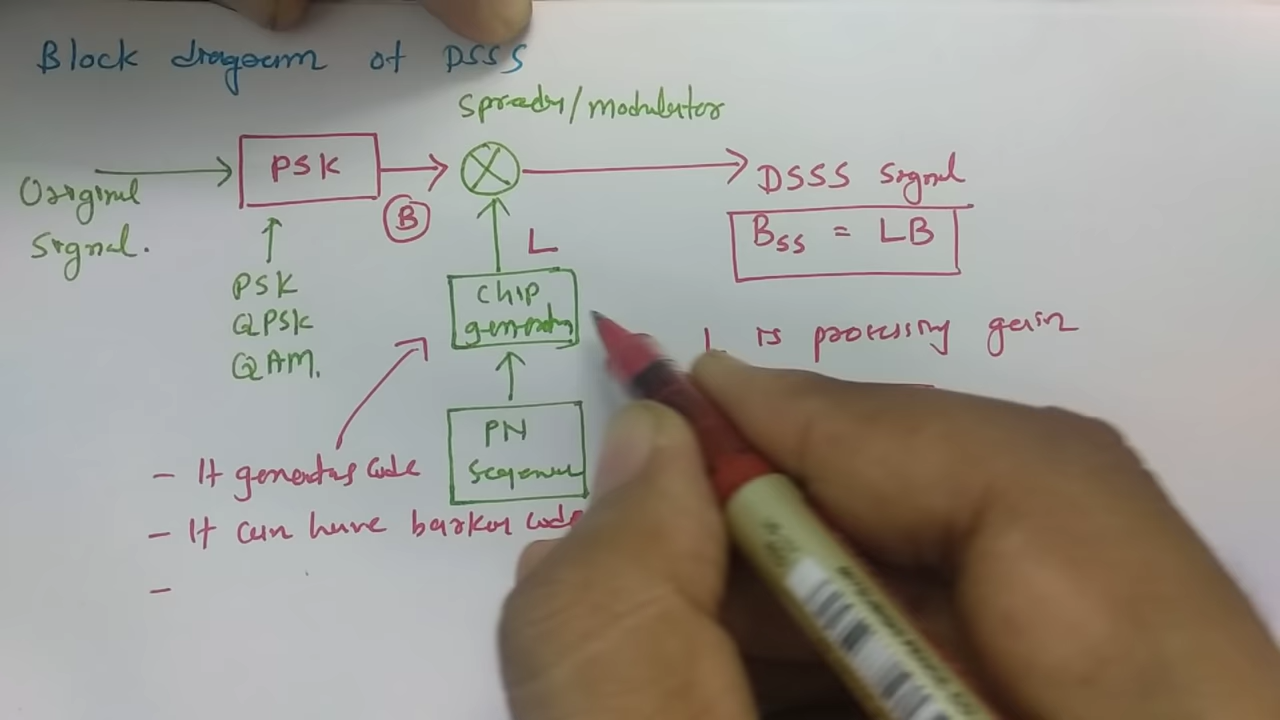 Block diagram of DSSS
Spreader/modulator
PSK
Original
Signal.
B
L
DSSS Signal
BSS = LB
PSK
QPSK
QAM.
Chip
generator
L is processing gain
PN
Sequence
- It generates code
- It can have barker code
-